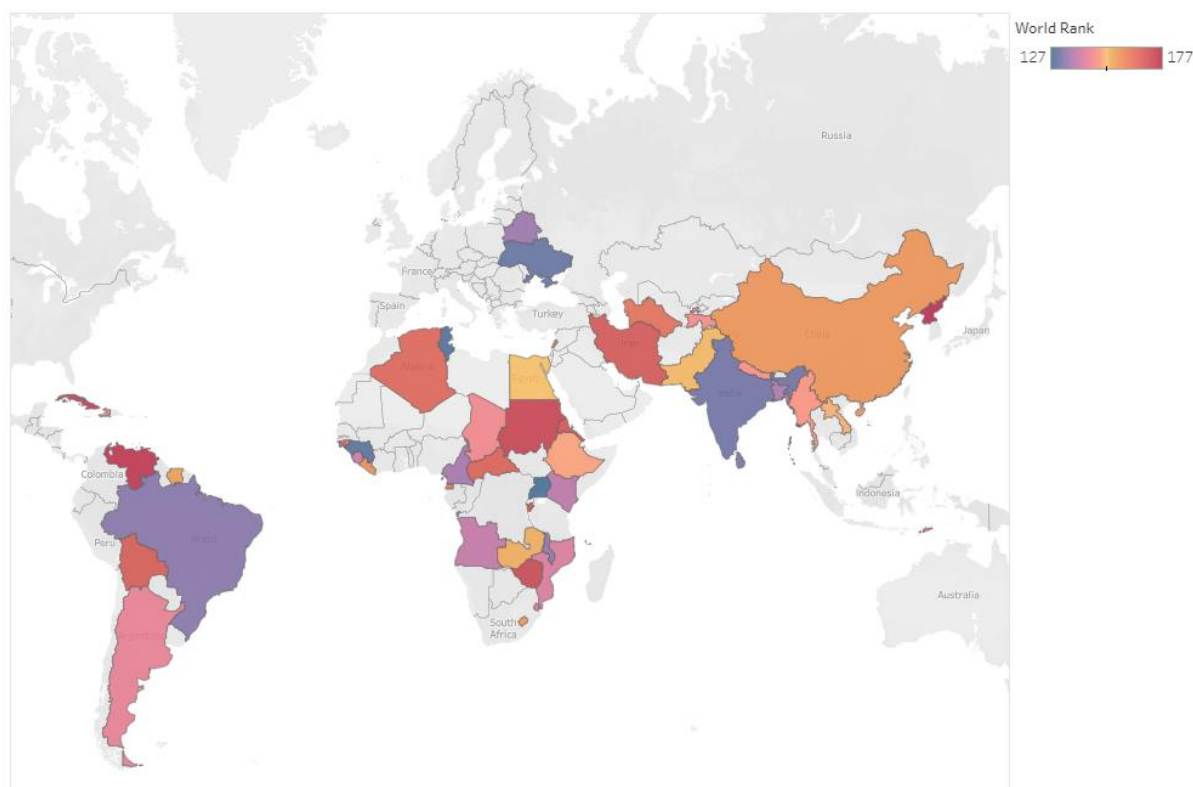 World Rank
127
177
Russia
France
Spain
Turkey
Japan
China
Iran
Algeria
Egypt
India
Colombia
Indonesia
Brazil
Peru
Australia
South
Africa
Argentina